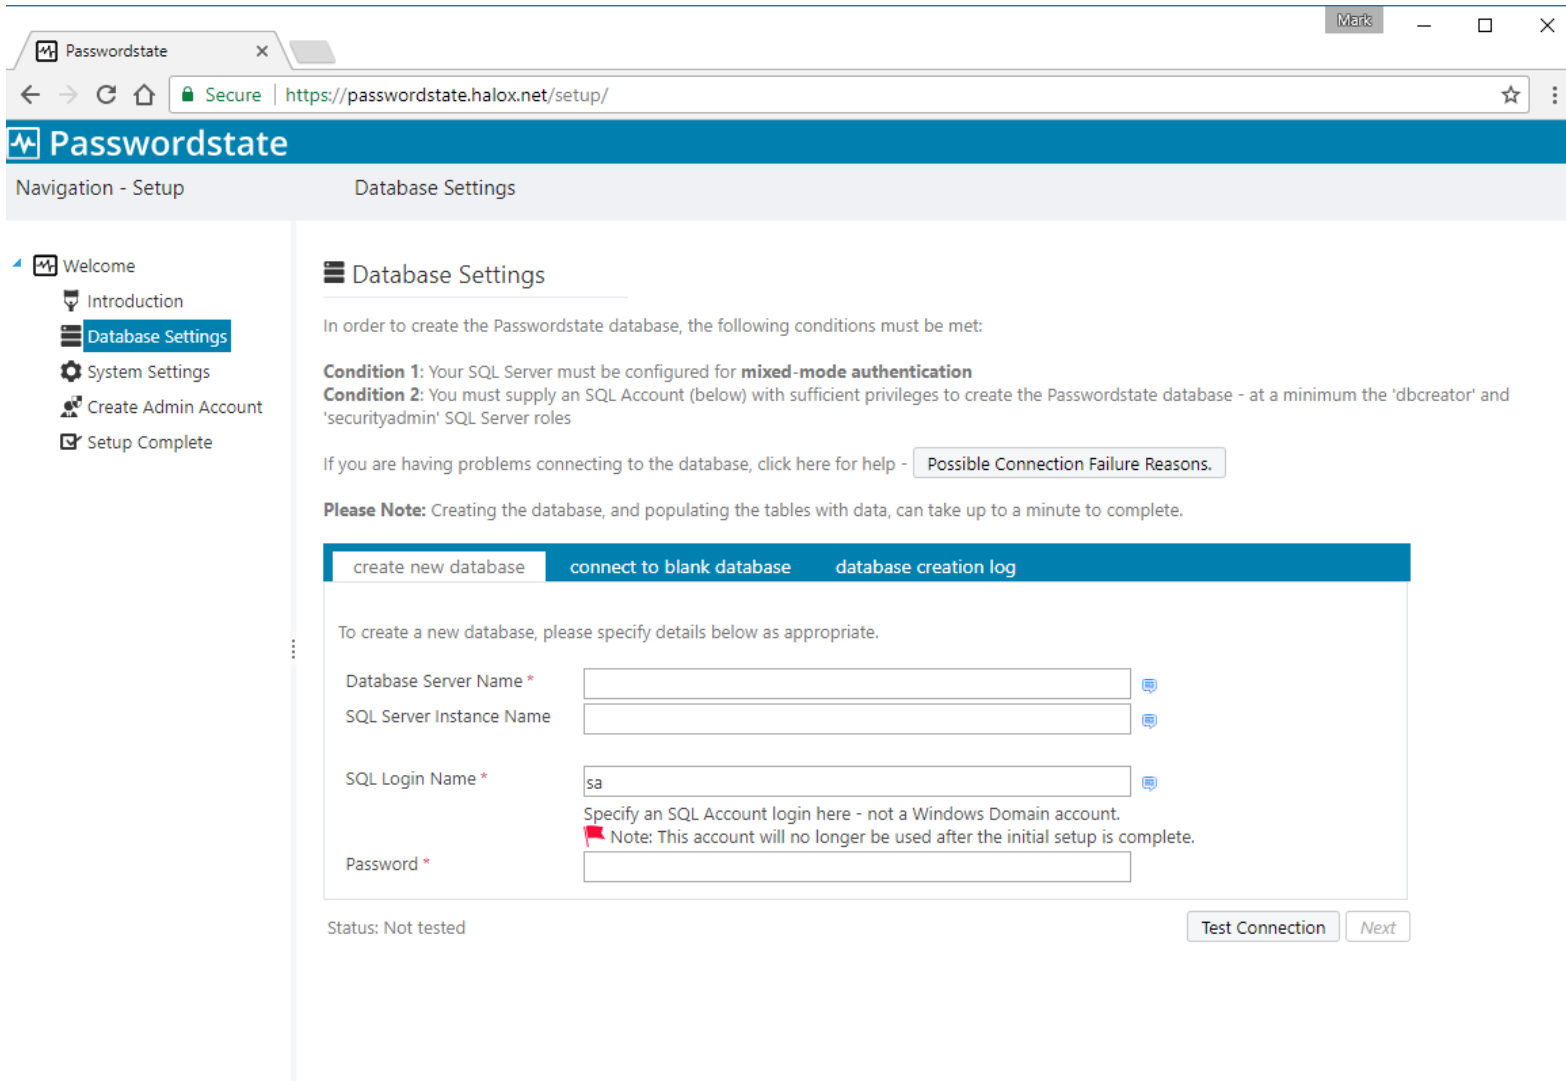 Mark
Passwordstate
Secure https://passwordstate.halox.net/setup/
Passwordstate
Navigation - Setup
Database Settings
Welcome
Introduction
Database Settings
System Settings
Create Admin Account
Setup Complete
Database Settings
In order to create the Passwordstate database, the following conditions must be met:
Condition 1: Your SQL Server must be configured for mixed-mode authentication
Condition 2: You must supply an SQL Account (below) with sufficient privileges to create the Passwordstate database - at a minimum the 'dbcreator' and
'securityadmin' SQL Server roles
If you are having problems connecting to the database, click here for help - Possible Connection Failure Reasons.
Please Note: Creating the database, and populating the tables with data, can take up to a minute to complete.
create new database
connect to blank database
database creation log
To create a new database, please specify details below as appropriate.
Database Server Name *
SQL Server Instance Name
SQL Login Name *
sa
Specify an SQL Account login here - not a Windows Domain account.
Note: This account will no longer be used after the initial setup is complete.
Password *
Status: Not tested
Test Connection
Next